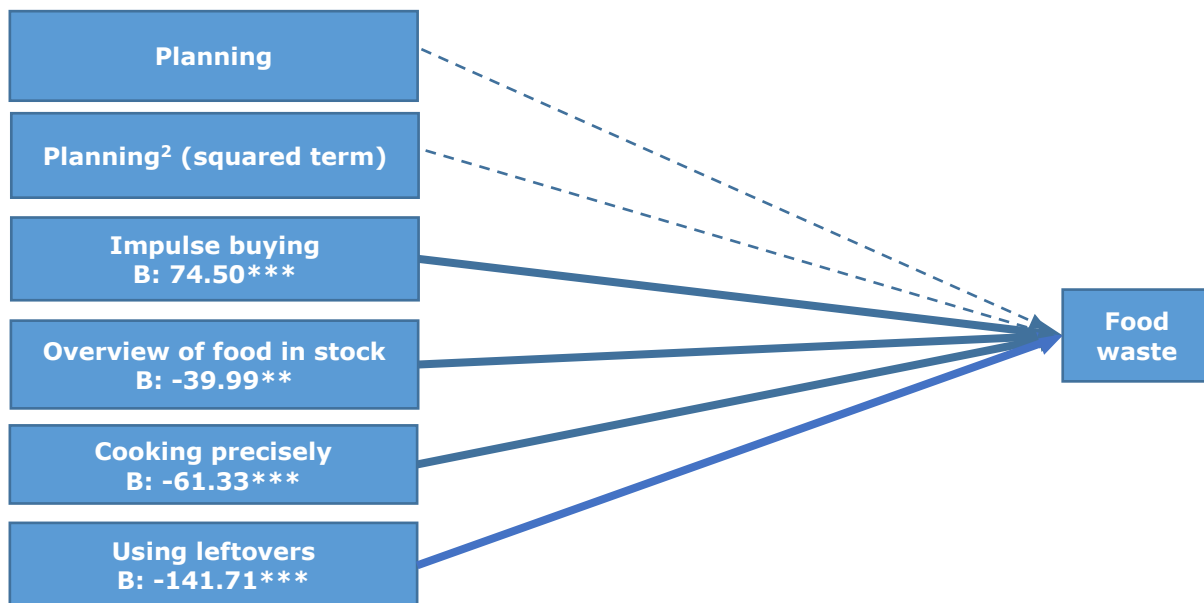 Planning
Planning² (squared term)
Impulse buying
B: 74.50***
Overview of food in stock
B: -39.99**
Cooking precisely
B: -61.33***
Using leftovers
B: -141.71***
Food
waste